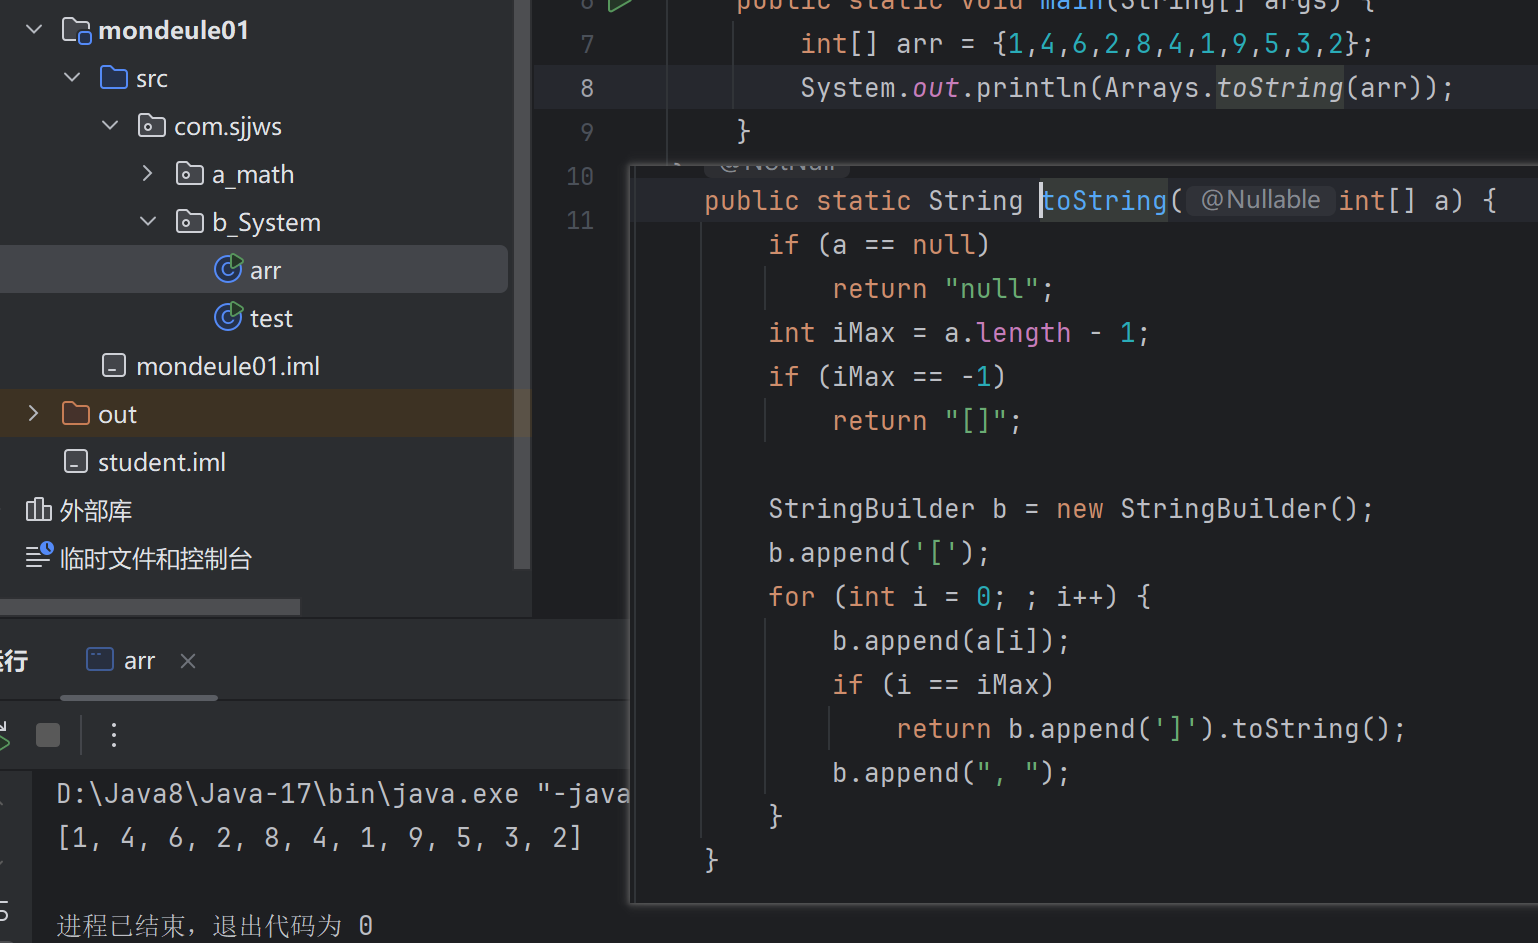 mondeule01
src
com.sjjws
a_math
b_System
arr
test
mondeule01.iml
out
student.iml
外部库
临时文件和控制台
6 public static void main(String[] args) {
7 int[] arr = {1,4,6,2,8,4,1,9,5,3,2};
8 System.out.println(Arrays.toString(arr));
9 }
10
11
@NotNull
public static String toString( @Nullable int[] a) {
if (a == null)
return "null";
int iMax = a.length - 1;
if (iMax == -1)
return "[]";
StringBuilder b = new StringBuilder();
b.append('[');
for (int i = 0; ; i++) {
b.append(a[i]);
if (i == iMax)
return b.append(']').toString();
b.append(", ");
}
}
运行 arr
D:\Java8\Java-17\bin\java.exe "-java
[1, 4, 6, 2, 8, 4, 1, 9, 5, 3, 2]
进程已结束，退出代码为 0